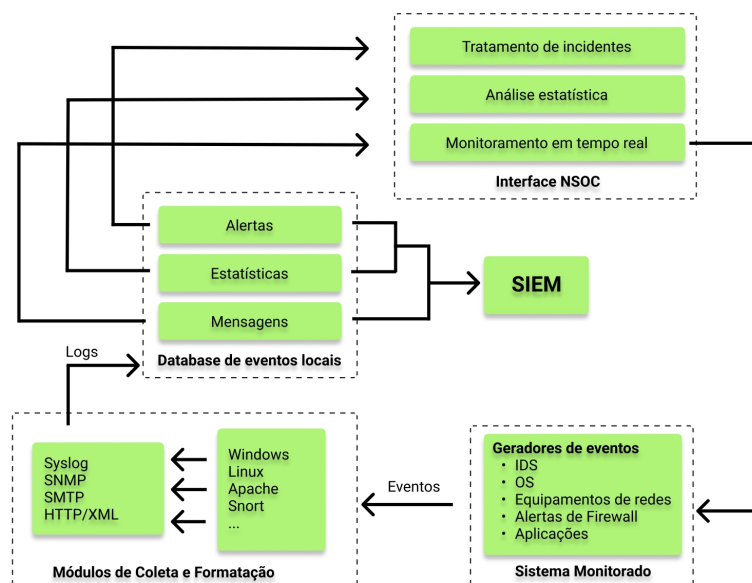 Tratamento de incidentes
Análise estatística
Monitoramento em tempo real
Interface NSOC
Alertas
Estatísticas
Mensagens
Database de eventos locais
SIEM
Logs
Syslog
SNMP
SMTP
HTTP/XML
Windows
Linux
Apache
Snort
...
Módulos de Coleta e Formatação
Eventos
Geradores de eventos
• IDS
• OS
• Equipamentos de redes
• Alertas de Firewall
• Aplicações
Sistema Monitorado